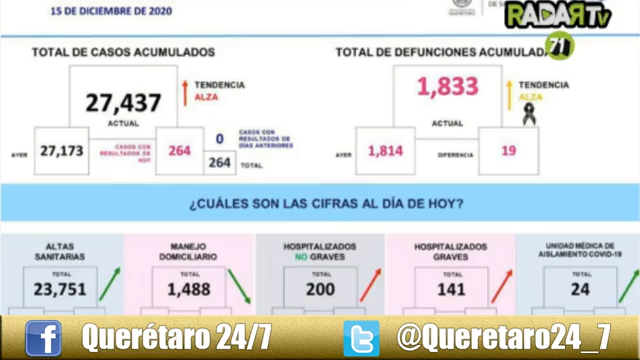 15 DE DICIEMBRE DE 2020
QUERÉTARO
RADAR TV
71
TOTAL DE CASOS ACUMULADOS
27,437
ACTUAL
TENDENCIA
ALZA
AYER
27,173
CASOS CON
RESULTADOS DE
HOY
264
0
CASOS CON
RESULTADOS DE
DÍAS ANTERIORES
264
TOTAL
TOTAL DE DEFUNCIONES ACUMULADA
1,833
ACTUAL
TENDENCIA
ALZA
AYER
1,814
DIFERENCIA
19
¿CUÁLES SON LAS CIFRAS AL DÍA DE HOY?
ALTAS
SANITARIAS
TOTAL
23,751
MANEJO
DOMICILIARIO
TOTAL
1,488
HOSPITALIZADOS
NO GRAVES
TOTAL
200
HOSPITALIZADOS
GRAVES
TOTAL
141
UNIDAD MÉDICA DE
AISLAMIENTO COVID-19
TOTAL
24
Querétaro 24/7
@Queretaro24_7